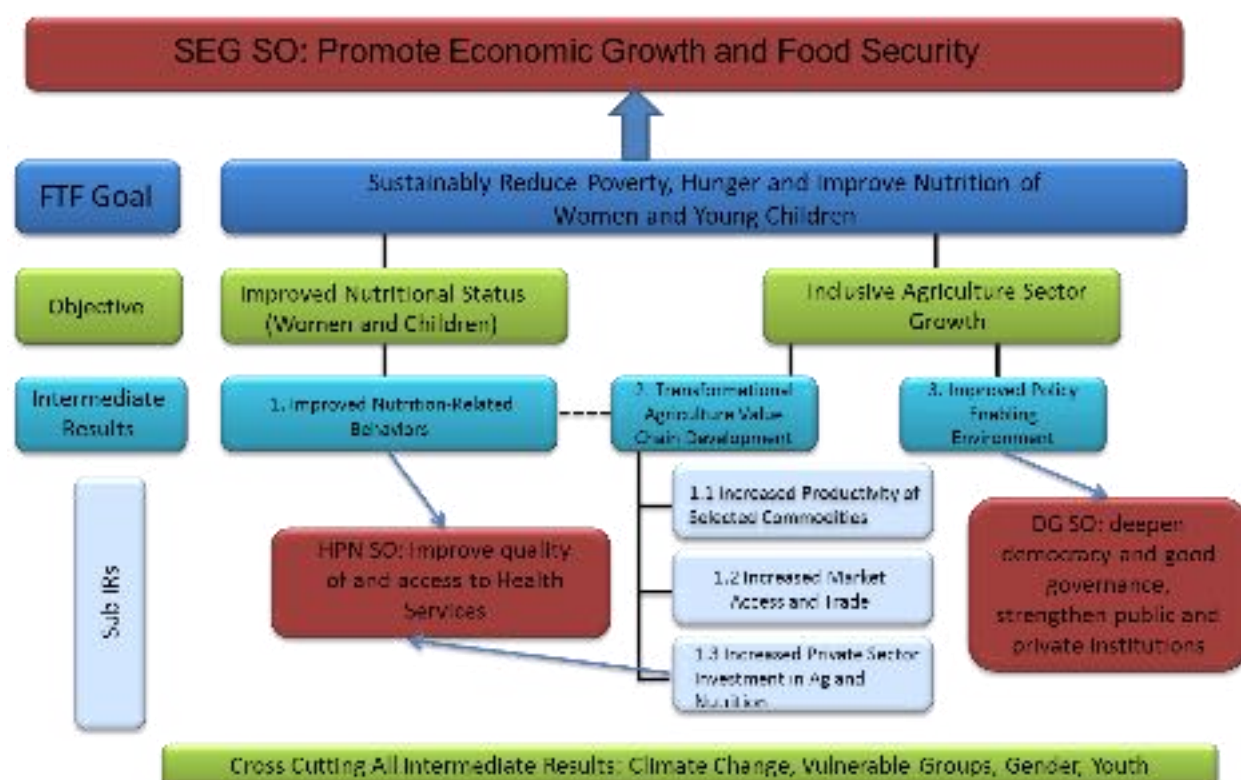 SEG SO: Promote Economic Growth and Food Security
FTF Goal
Sustainably Reduce Poverty, Hunger and Improve Nutrition of
Women and Young Children
Objective
Improved Nutritional Status
(Women and Children)
Inclusive Agriculture Sector
Growth
Intermediate
Results
1. Improved Nutrition-Related
Behaviors
2. Transformational
Agriculture Value
Chain Development
3. Improved Policy
Enabling
Environment
Sub IRs
1.1 Increased Productivity of
Selected Commodities
1.2 Increased Market
Access and Trade
1.3 Increased Private Sector
Investment in Ag and
Nutrition
HPN SO: Improve quality
of and access to Health
Services
DG SO: deepen
democracy and good
governance,
strengthen public and
private institutions
Cross Cutting All Intermediate Results: Climate Change, Vulnerable Groups, Gender, Youth